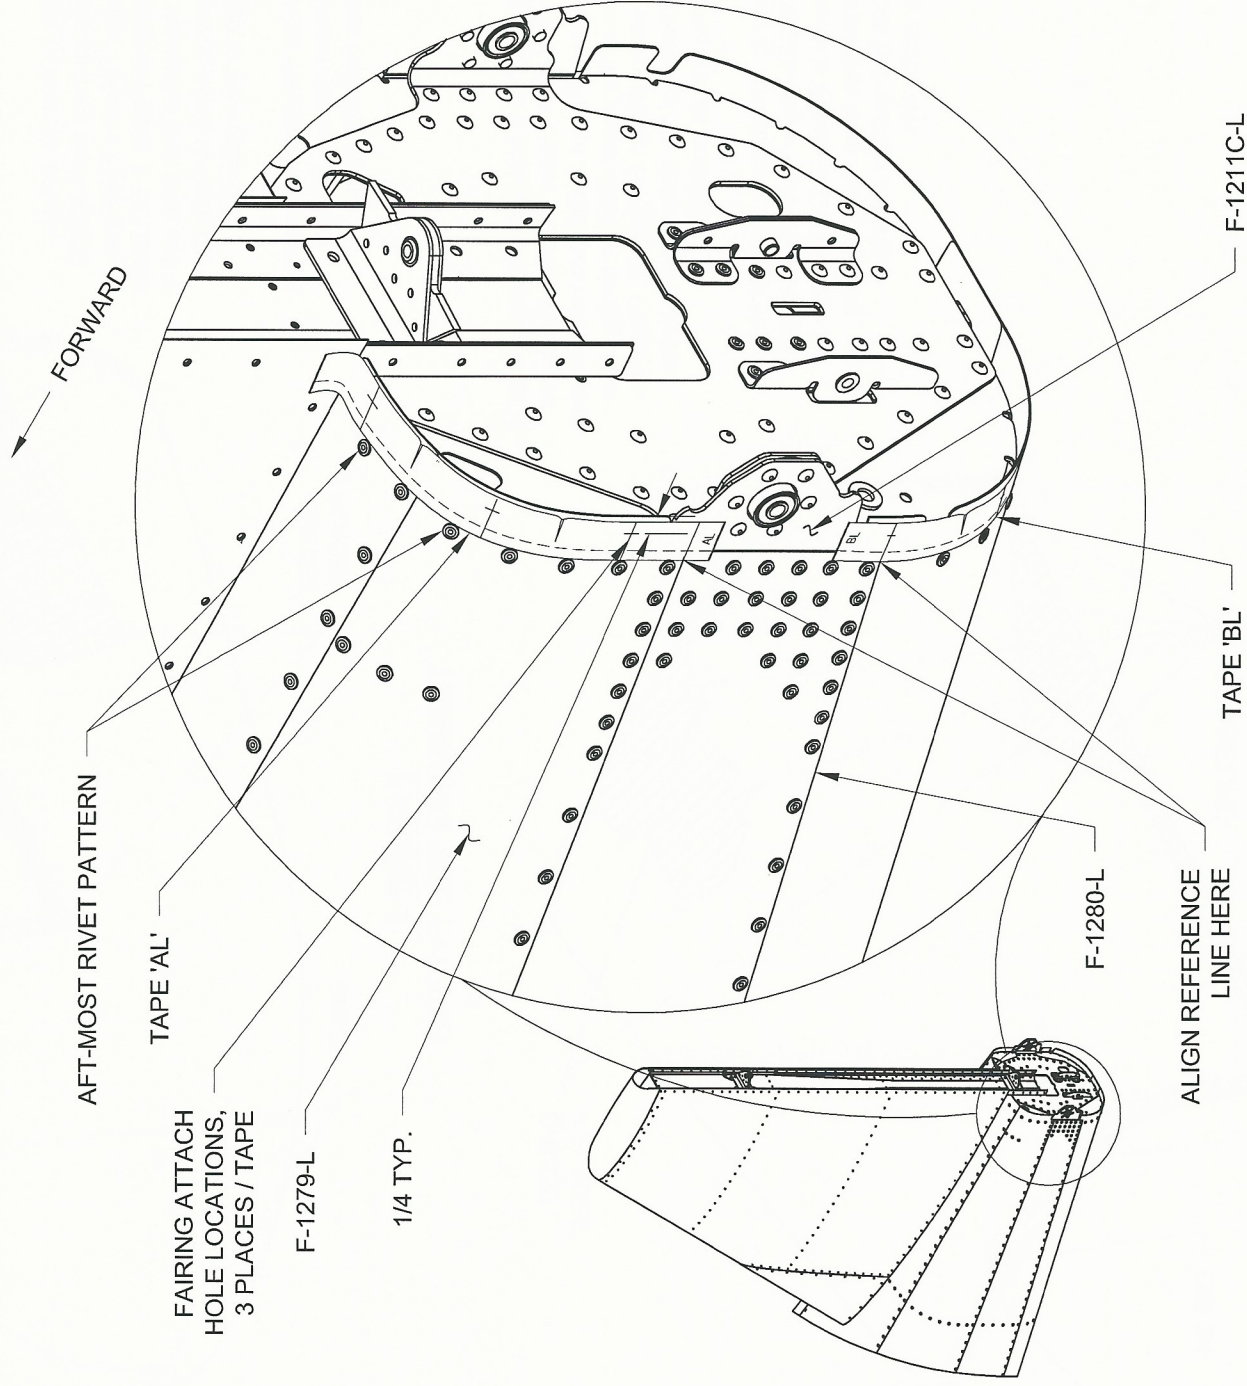 FORWARD
AFT-MOST RIVET PATTERN
TAPE 'AL'
FAIRING ATTACH
HOLE LOCATIONS,
3 PLACES / TAPE
F-1279-L
1/4 TYP.
AL
BL
F-1211C-L
TAPE 'BL'
F-1280-L
ALIGN REFERENCE
LINE HERE